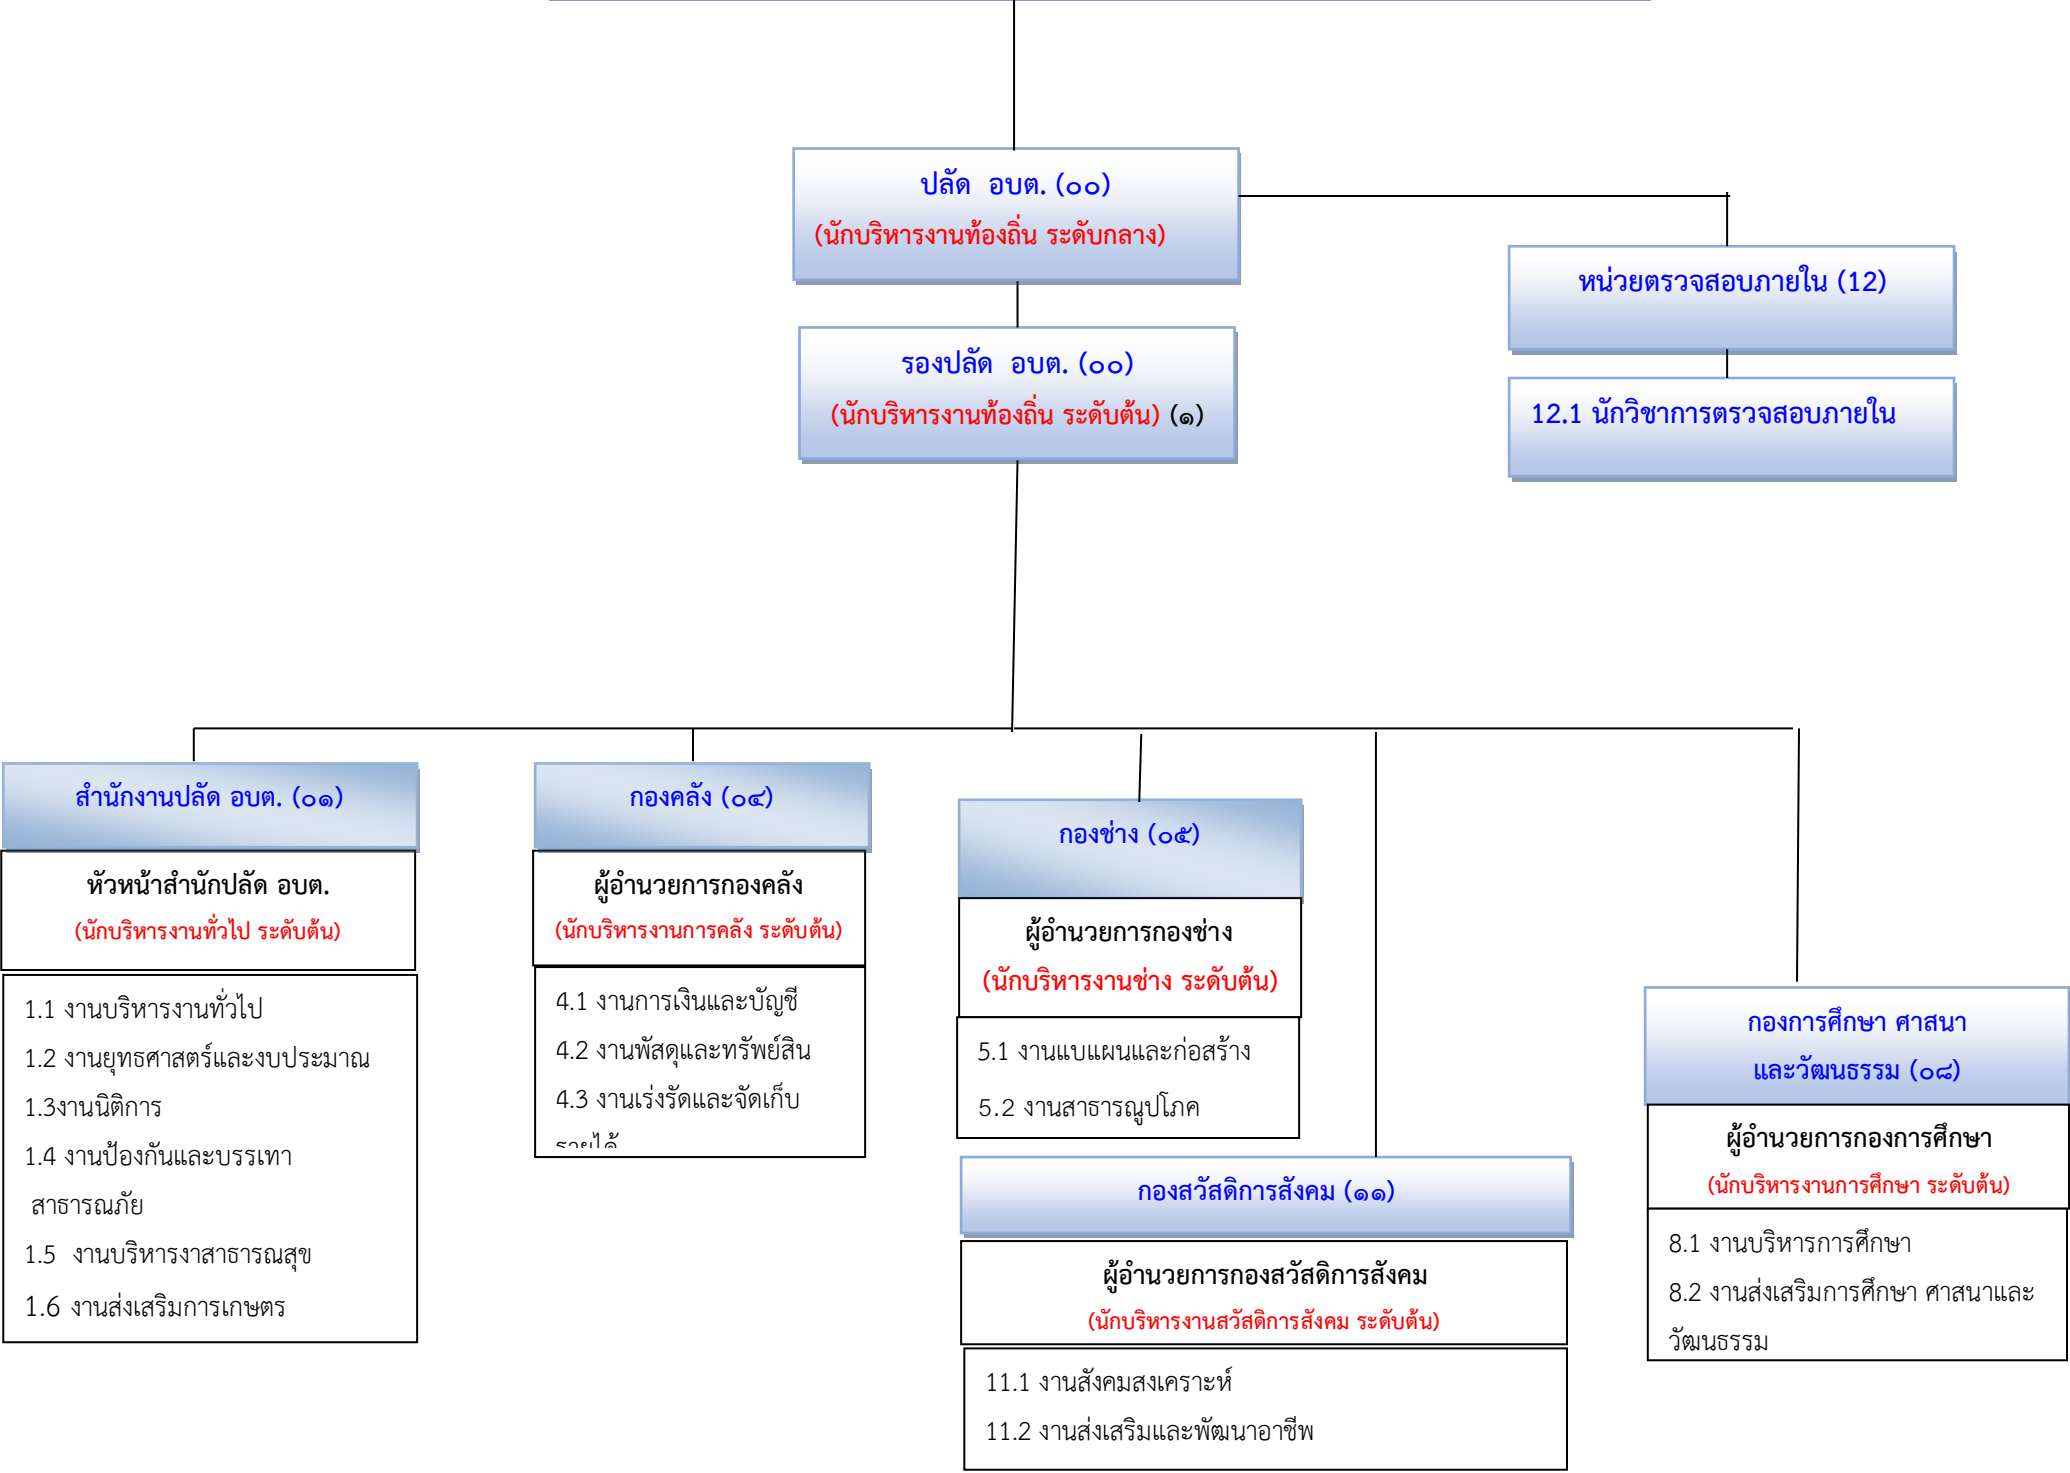 ปลัด  อบต. (๐๐)
(นักบริหารงานท้องถิ่น ระดับกลาง)
หน่วยตรวจสอบภายใน (12)
12.1 นักวิชาการตรวจสอบภายใน
รองปลัด  อบต. (๐๐)
(นักบริหารงานท้องถิ่น ระดับต้น) (๑)
สำนักงานปลัด อบต. (๐๑)
หัวหน้าสำนักปลัด อบต.
(นักบริหารงานทั่วไป ระดับต้น)
1.1 งานบริหารงานทั่วไป
1.2 งานยุทธศาสตร์และงบประมาณ
1.3งานนิติการ
1.4 งานป้องกันและบรรเทา
สาธารณภัย
1.5  งานบริหารงาสาธารณสุข
1.6 งานส่งเสริมการเกษตร
กองคลัง (๐๔)
ผู้อำนวยการกองคลัง
(นักบริหารงานการคลัง ระดับต้น)
4.1 งานการเงินและบัญชี
4.2 งานพัสดุและทรัพย์สิน
4.3 งานเร่งรัดและจัดเก็บ
รายได้
กองช่าง (๐๕)
ผู้อำนวยการกองช่าง
(นักบริหารงานช่าง ระดับต้น)
5.1 งานแบแผนและก่อสร้าง
5.2 งานสาธารณูปโภค
กองสวัสดิการสังคม (๑๑)
ผู้อำนวยการกองสวัสดิการสังคม
(นักบริหารงานสวัสดิการสังคม ระดับต้น)
11.1 งานสังคมสงเคราะห์
11.2 งานส่งเสริมและพัฒนาอาชีพ
กองการศึกษา ศาสนา
และวัฒนธรรม (๐๘)
ผู้อำนวยการกองการศึกษา
(นักบริหารงานการศึกษา ระดับต้น)
8.1 งานบริหารการศึกษา
8.2 งานส่งเสริมการศึกษา ศาสนาและ
วัฒนธรรม